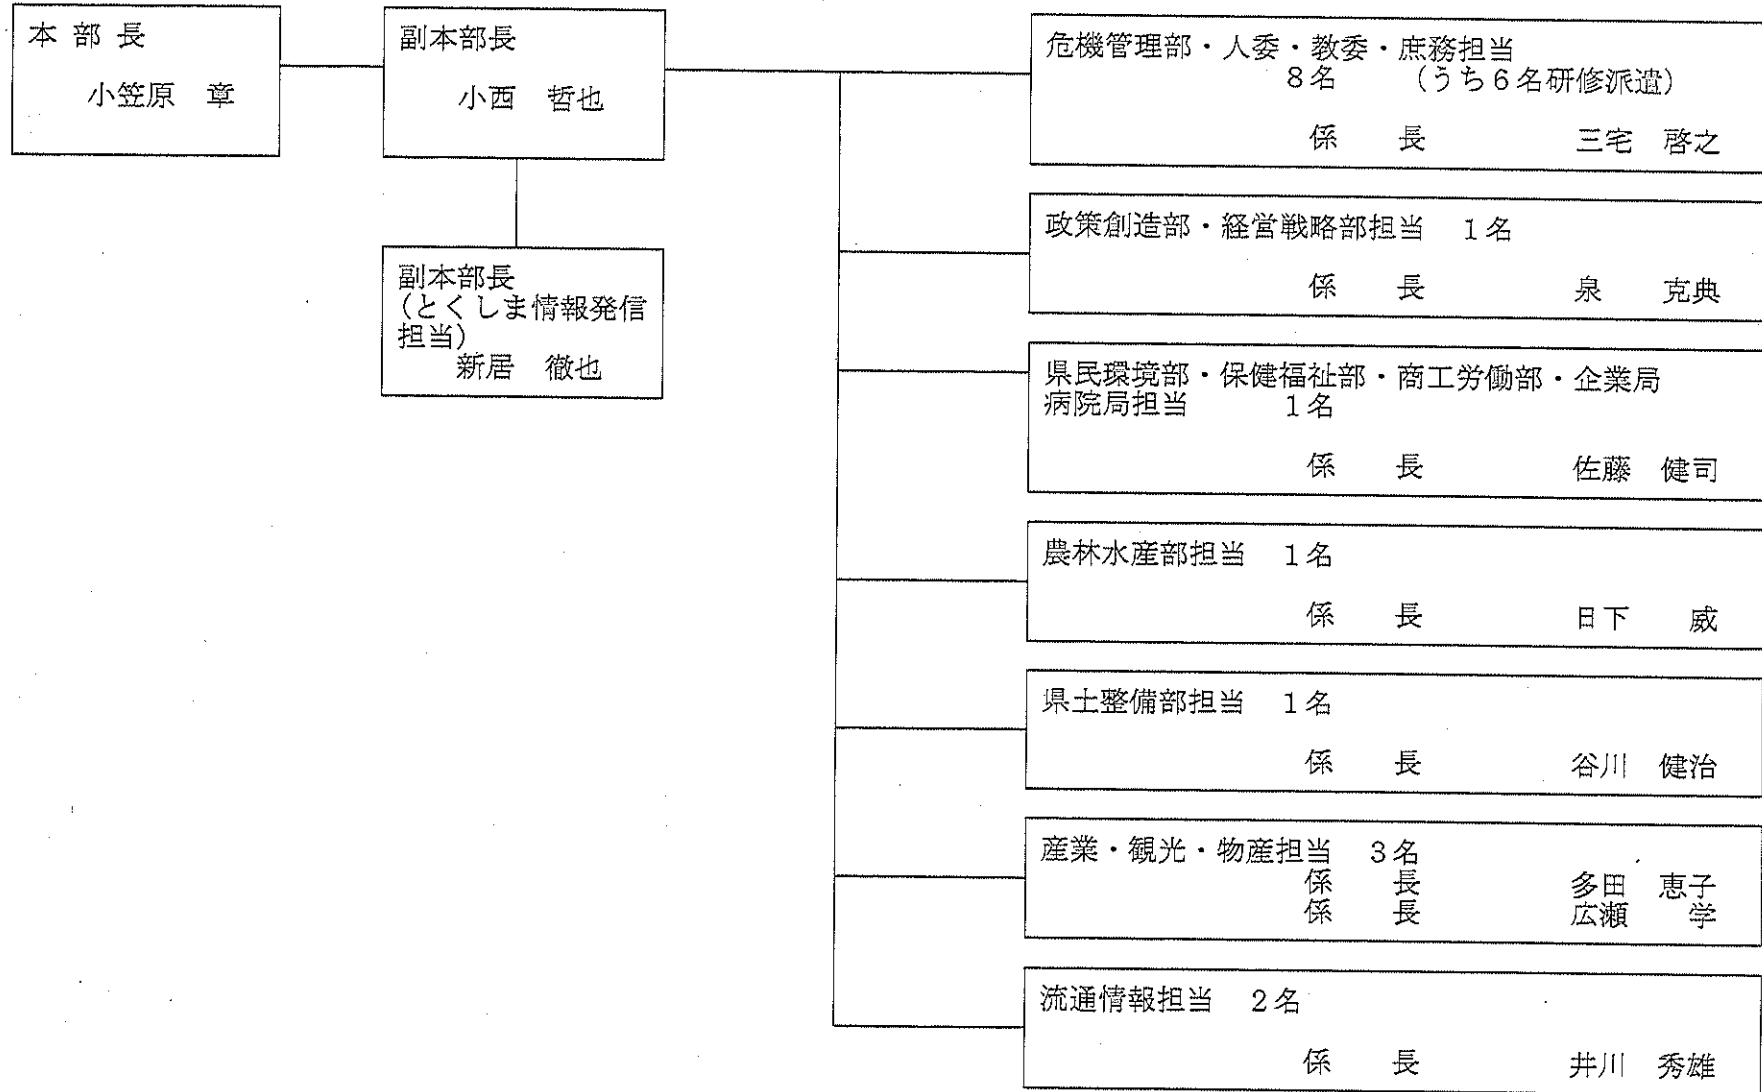 本 部 長
小笠原 章
副本部長
小西 哲也
副本部長
(とくしま情報発信
担当)
新居 徹也
危機管理部・人委・教委・庶務担当
8名 (うち6名研修派遣)
係 長 三宅 啓之
政策創造部・経営戦略部担当 1名
係 長 泉 克典
県民環境部・保健福祉部・商工労働部・企業局
病院局担当 1名
係 長 佐藤 健司
農林水産部担当 1名
係 長 日下 威
県土整備部担当 1名
係 長 谷川 健治
産業・観光・物産担当 3名
係 長 多田 恵子
係 長 広瀬 学
流通情報担当 2名
係 長 井川 秀雄